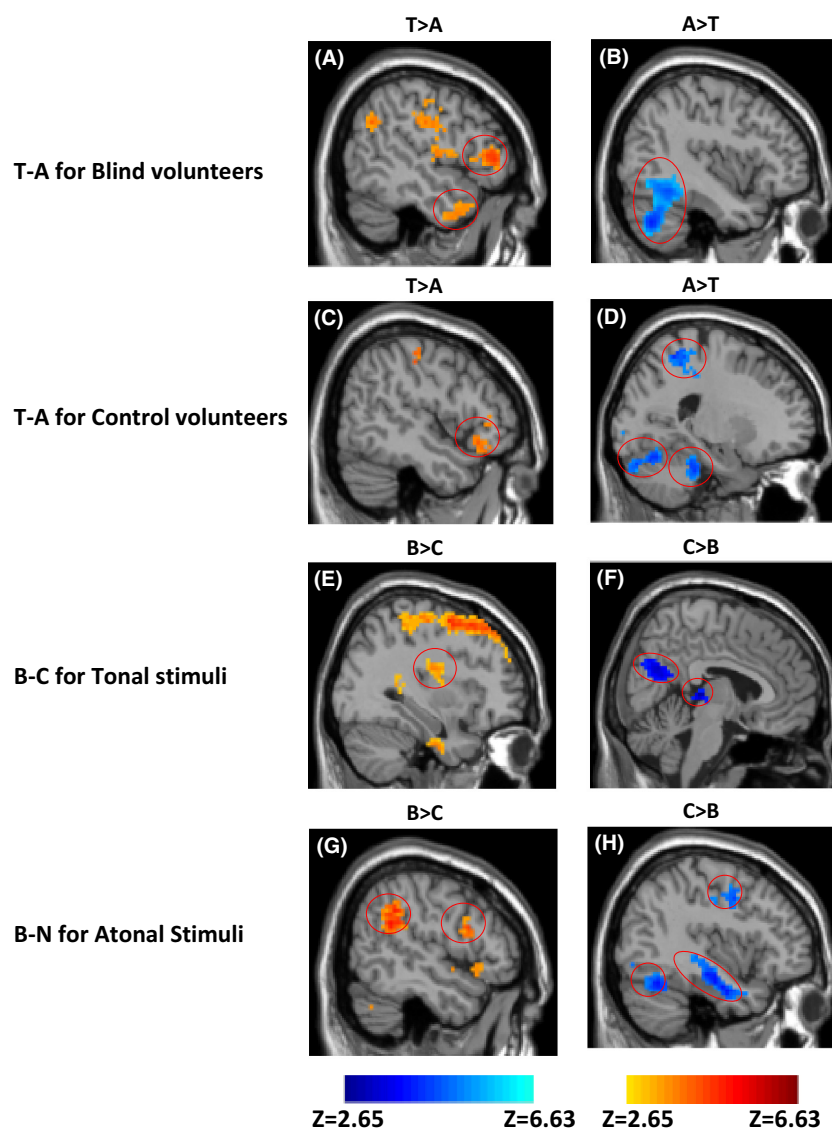 T>A
A>T
(A)
(B)
T-A for Blind volunteers
T>A
A>T
(C)
(D)
T-A for Control volunteers
B>C
C>B
(E)
(F)
B-C for Tonal stimuli
B>C
C>B
(G)
(H)
B-N for Atonal Stimuli
Z=2.65
Z=6.63
Z=2.65
Z=6.63